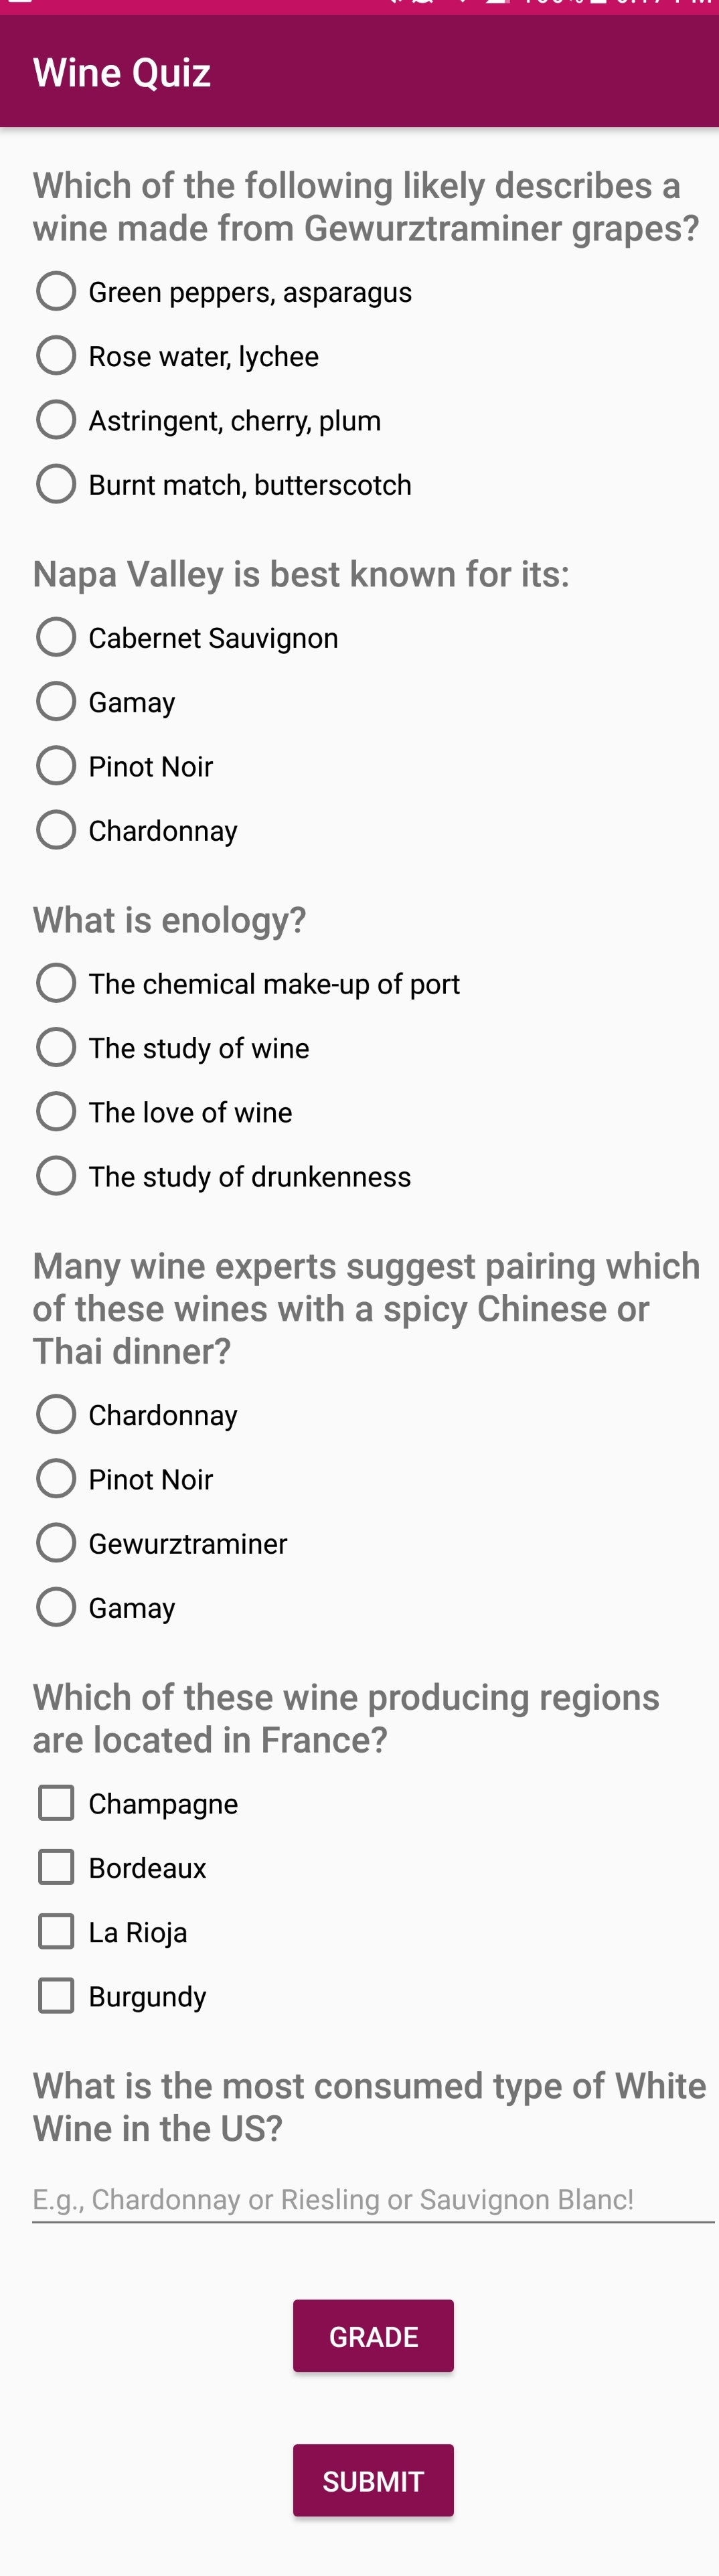 Wine Quiz
Which of the following likely describes a
wine made from Gewurztraminer grapes?
Green peppers, asparagus
Rose water, lychee
Astringent, cherry, plum
Burnt match, butterscotch
Napa Valley is best known for its:
Cabernet Sauvignon
Gamay
Pinot Noir
Chardonnay
What is enology?
The chemical make-up of port
The study of wine
The love of wine
The study of drunkenness
Many wine experts suggest pairing which
of these wines with a spicy Chinese or
Thai dinner?
Chardonnay
Pinot Noir
Gewurztraminer
Gamay
Which of these wine producing regions
are located in France?
Champagne
Bordeaux
La Rioja
Burgundy
What is the most consumed type of White
Wine in the US?
E.g., Chardonnay or Riesling or Sauvignon Blanc!
GRADE
SUBMIT